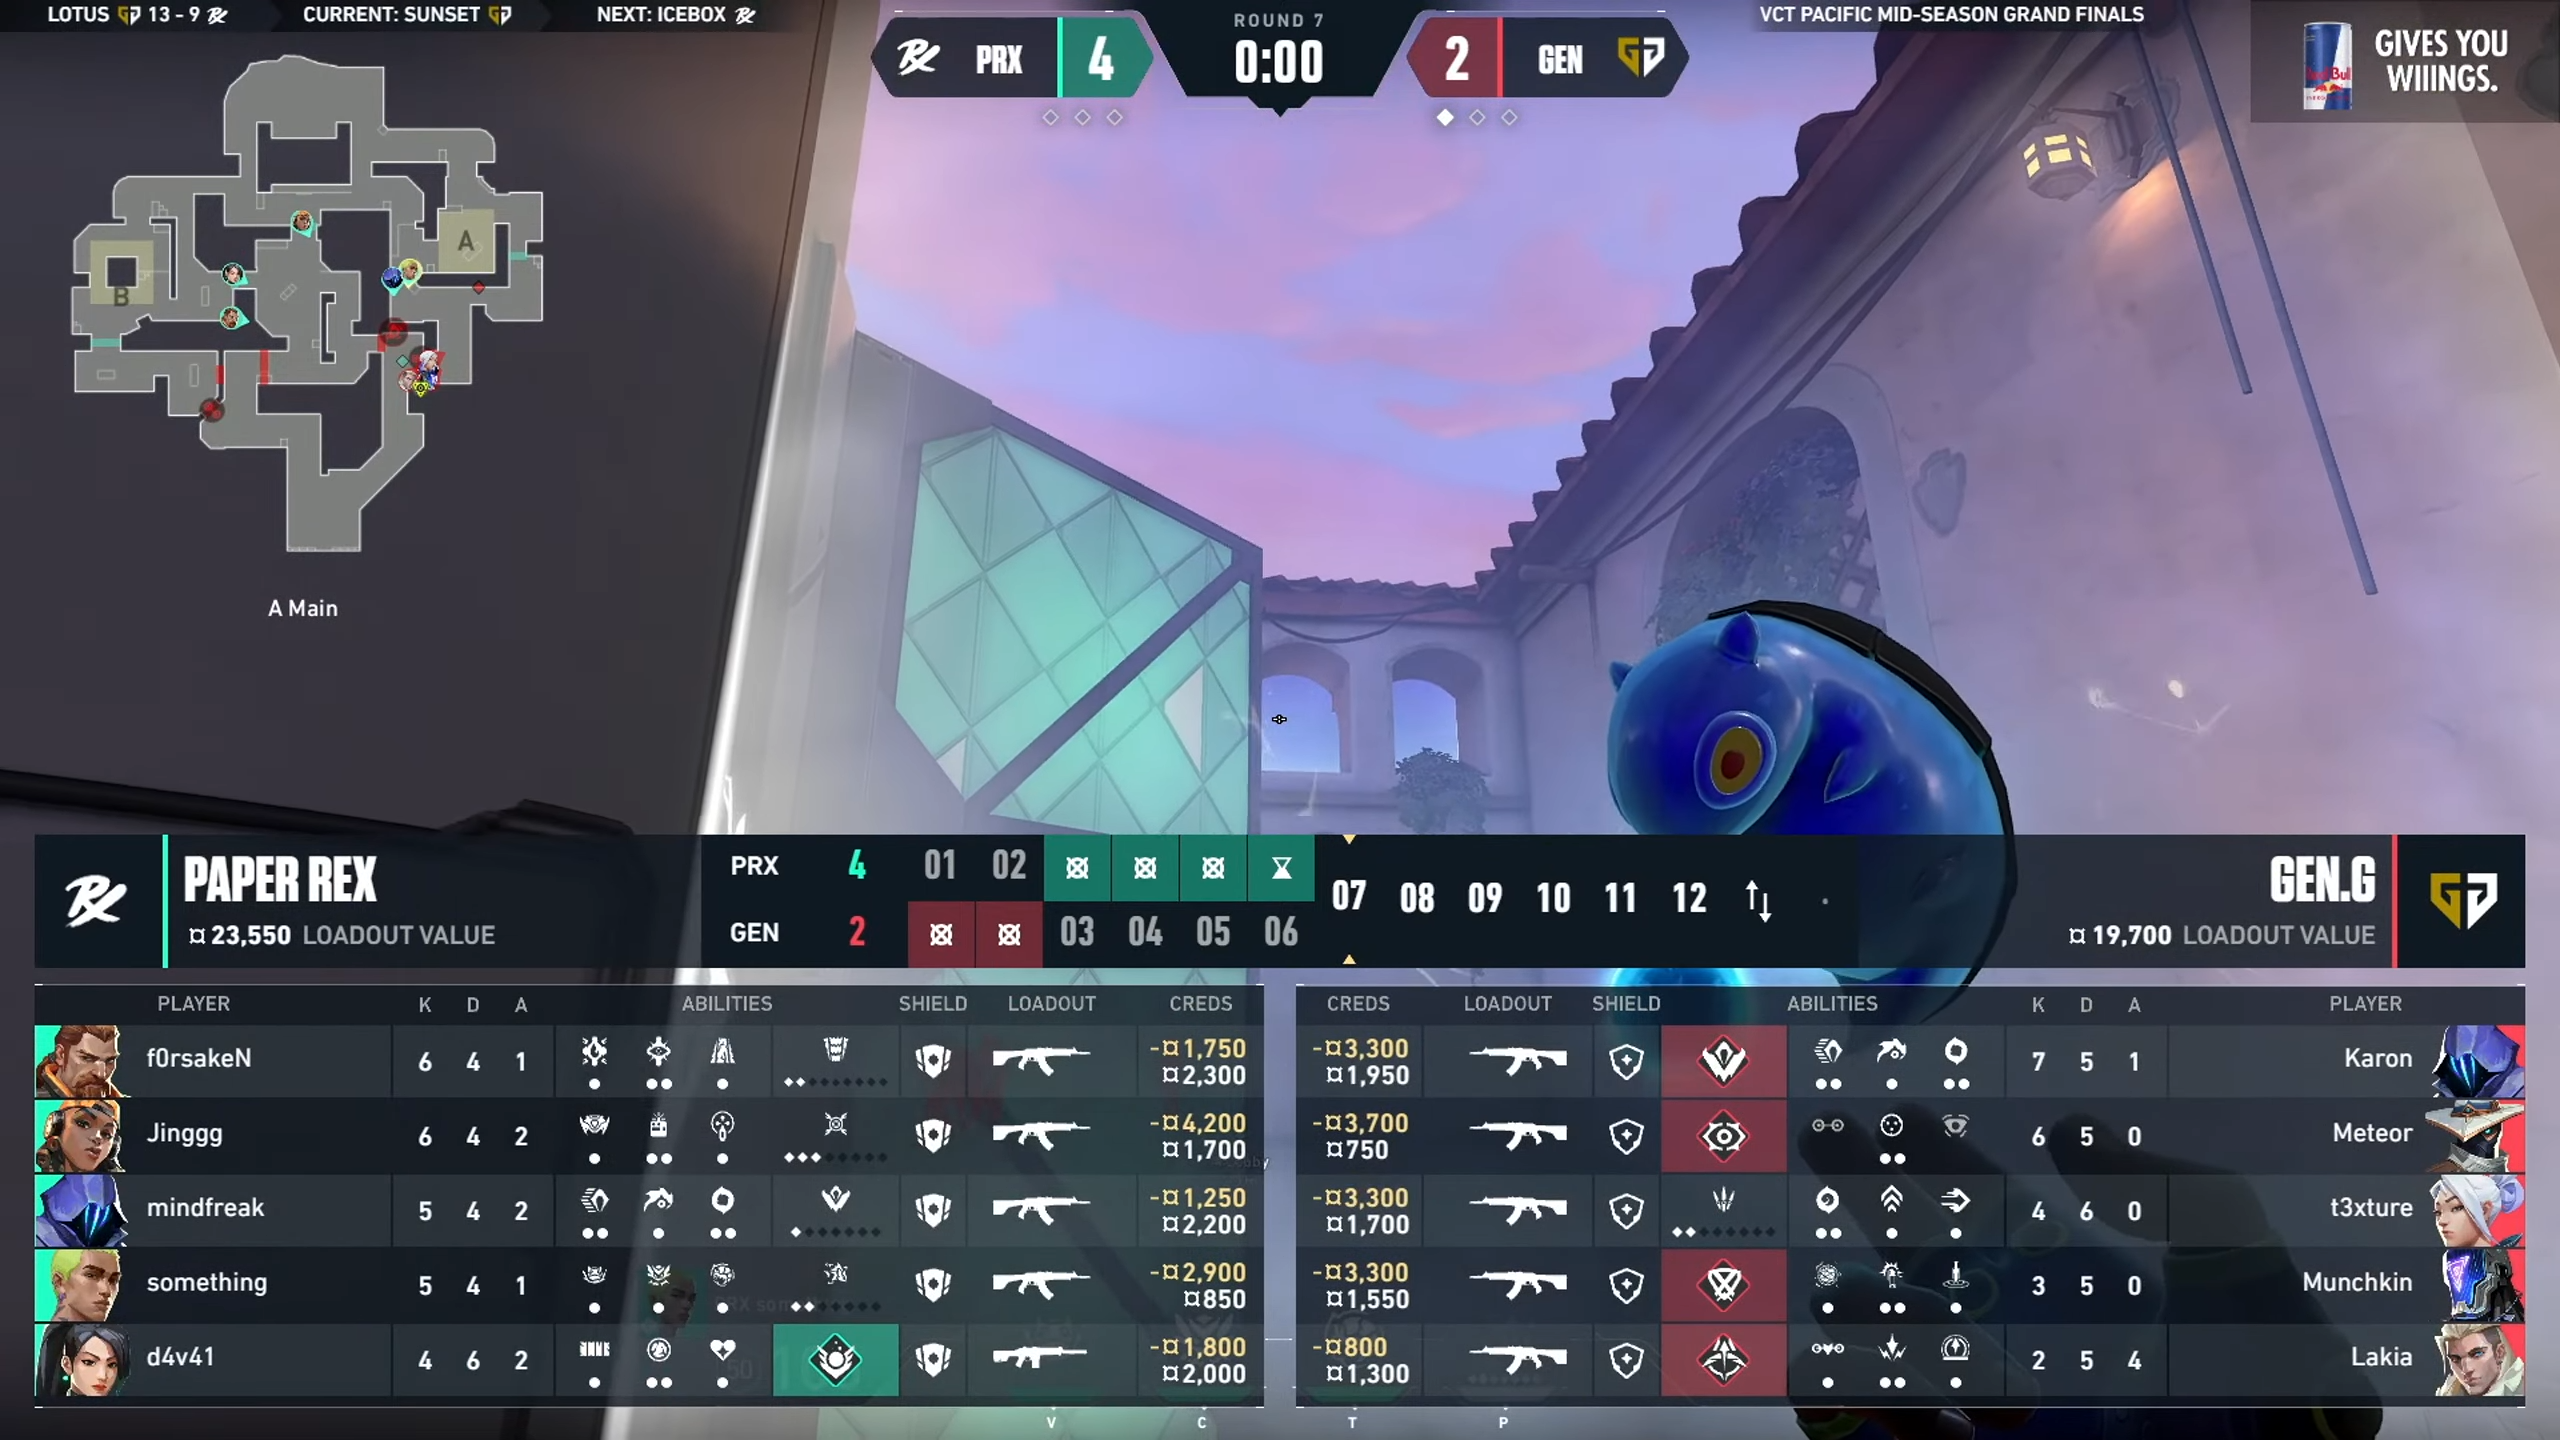 LOTUS 13 - 9
CURRENT: SUNSET
NEXT: ICEBOX
PRX 4
ROUND 7
0:00
2 GEN
VCT PACIFIC MID-SEASON GRAND FINALS
Red Bull
GIVES YOU
WIIINGS.
A
B
A Main
PAPER REX
¤ 23,550 LOADOUT VALUE
PRX 4 01 02
GEN 2 03 04 05 06
07 08 09 10 11 12
GEN.G
¤ 19,700 LOADOUT VALUE
PLAYER K D A ABILITIES SHIELD LOADOUT CREDS
f0rsakeN 6 4 1 -¤1,750
¤2,300
Jinggg 6 4 2 -¤4,200
¤1,700
mindfreak 5 4 2 -¤1,250
¤2,200
something 5 4 1 -¤2,900
¤850
d4v41 4 6 2 -¤1,800
¤2,000
CREDS LOADOUT SHIELD ABILITIES K D A PLAYER
-¤3,300 7 5 1 Karon
¤1,950
-¤3,700 6 5 0 Meteor
¤750
-¤3,300 4 6 0 t3xture
¤1,700
-¤3,300 3 5 0 Munchkin
¤1,550
-¤800 2 5 4 Lakia
¤1,300
V C T P